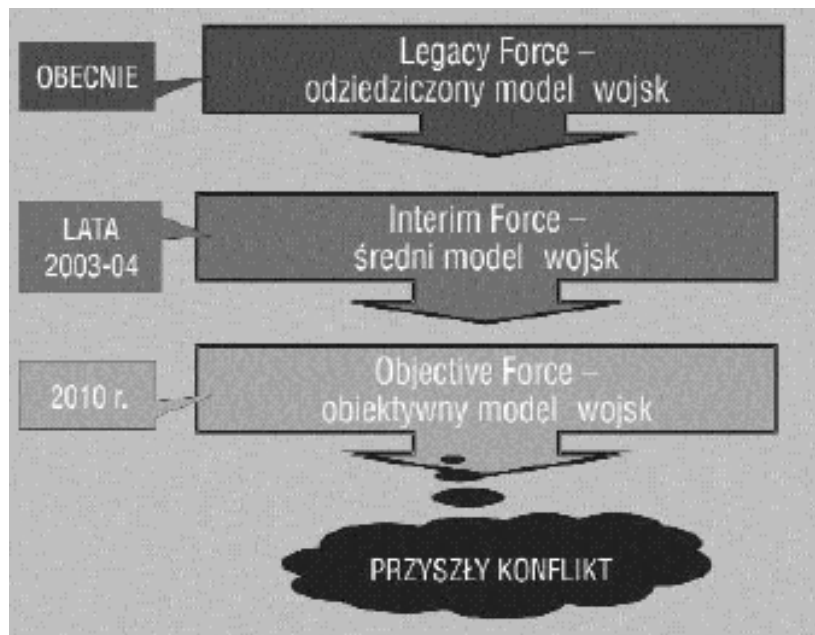 OBECNIE
Legacy Force –
odziedziczony model wojsk
LATA
2003-04
Interim Force –
średni model wojsk
2010 r.
Objective Force –
obiektywny model wojsk
PRZYSZŁY KONFLIKT